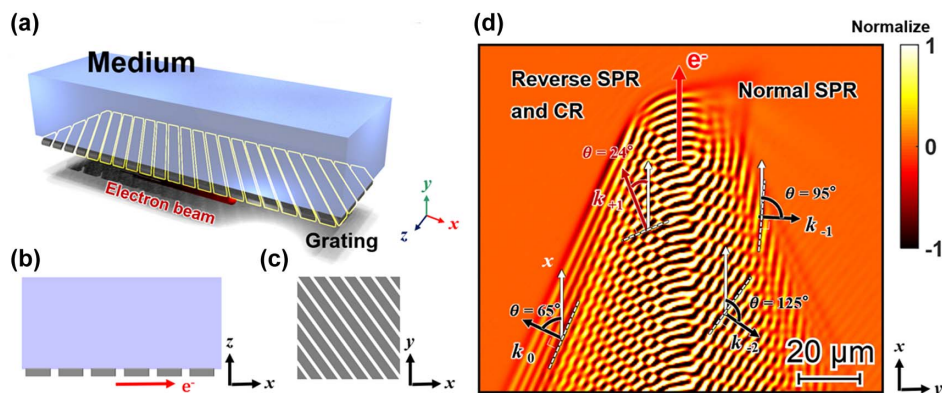 (a)
Medium
Electron beam
Grating
y
x
z
(b)
z
e⁻
x
(c)
y
x
(d)
Normalize
1
0
-1
e⁻
Reverse SPR
and CR
Normal SPR
θ = 24°
k₊₁
θ = 95°
k₋₁
x
θ = 65°
k₀
θ = 125°
k₋₂
20 μm
x
y